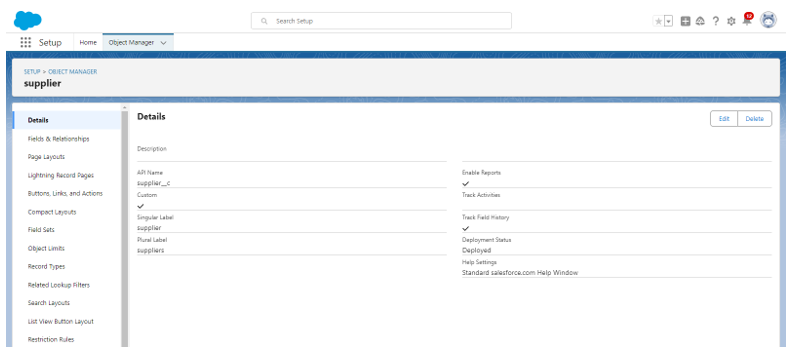 Search Setup
12
Setup
Home
Object Manager
SETUP > OBJECT MANAGER
supplier
Details
Fields & Relationships
Page Layouts
Lightning Record Pages
Buttons, Links, and Actions
Compact Layouts
Field Sets
Object Limits
Record Types
Related Lookup Filters
Search Layouts
List View Button Layout
Restriction Rules
Details
Edit
Delete
Description
API Name
supplier__c
Custom
Singular Label
supplier
Plural Label
suppliers
Enable Reports
Track Activities
Track Field History
Deployment Status
Deployed
Help Settings
Standard salesforce.com Help Window